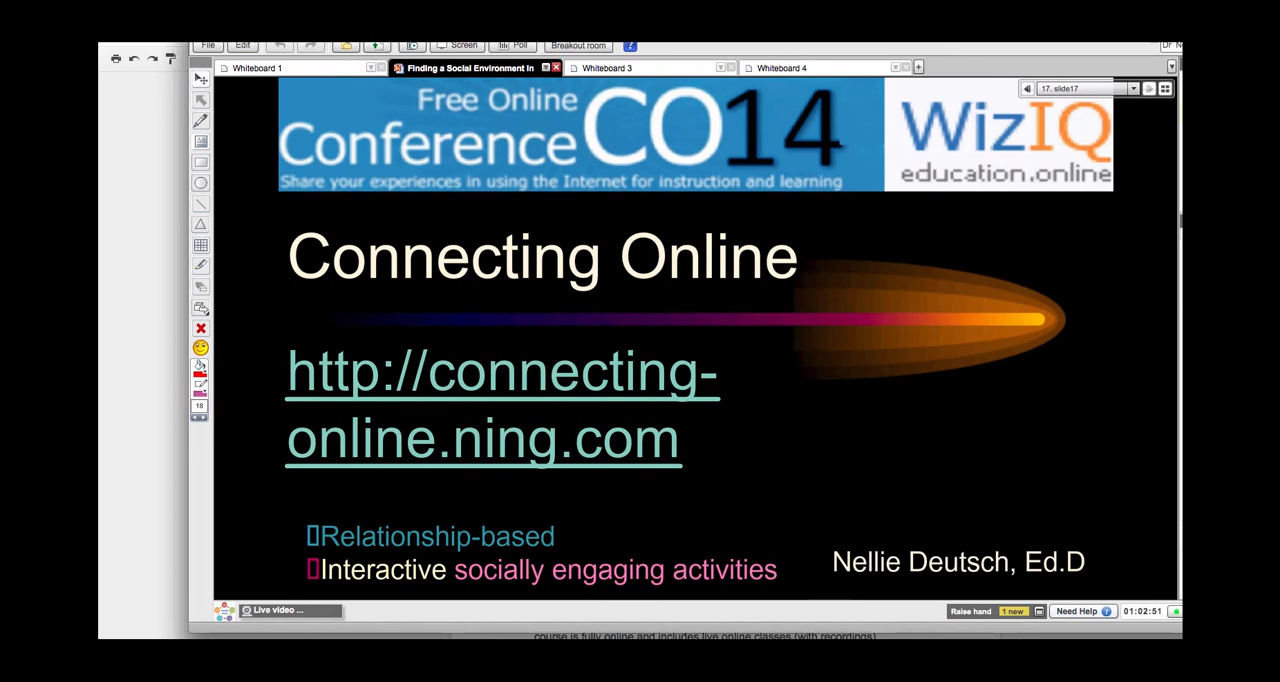 File Edit Screen Poll Breakout room ?
Whiteboard 1 Finding a Social Environment in Whiteboard 3 Whiteboard 4
17. slide17
Free Online
Conference CO14
Share your experiences in using the Internet for instruction and learning
WizIQ
education.online
Connecting Online
http://connecting-
online.ning.com
Relationship-based
Interactive socially engaging activities
Nellie Deutsch, Ed.D
18
Live video ... Raise hand 1 new Need Help ? 01:02:51
course is fully online and includes live online classes (with recordings)